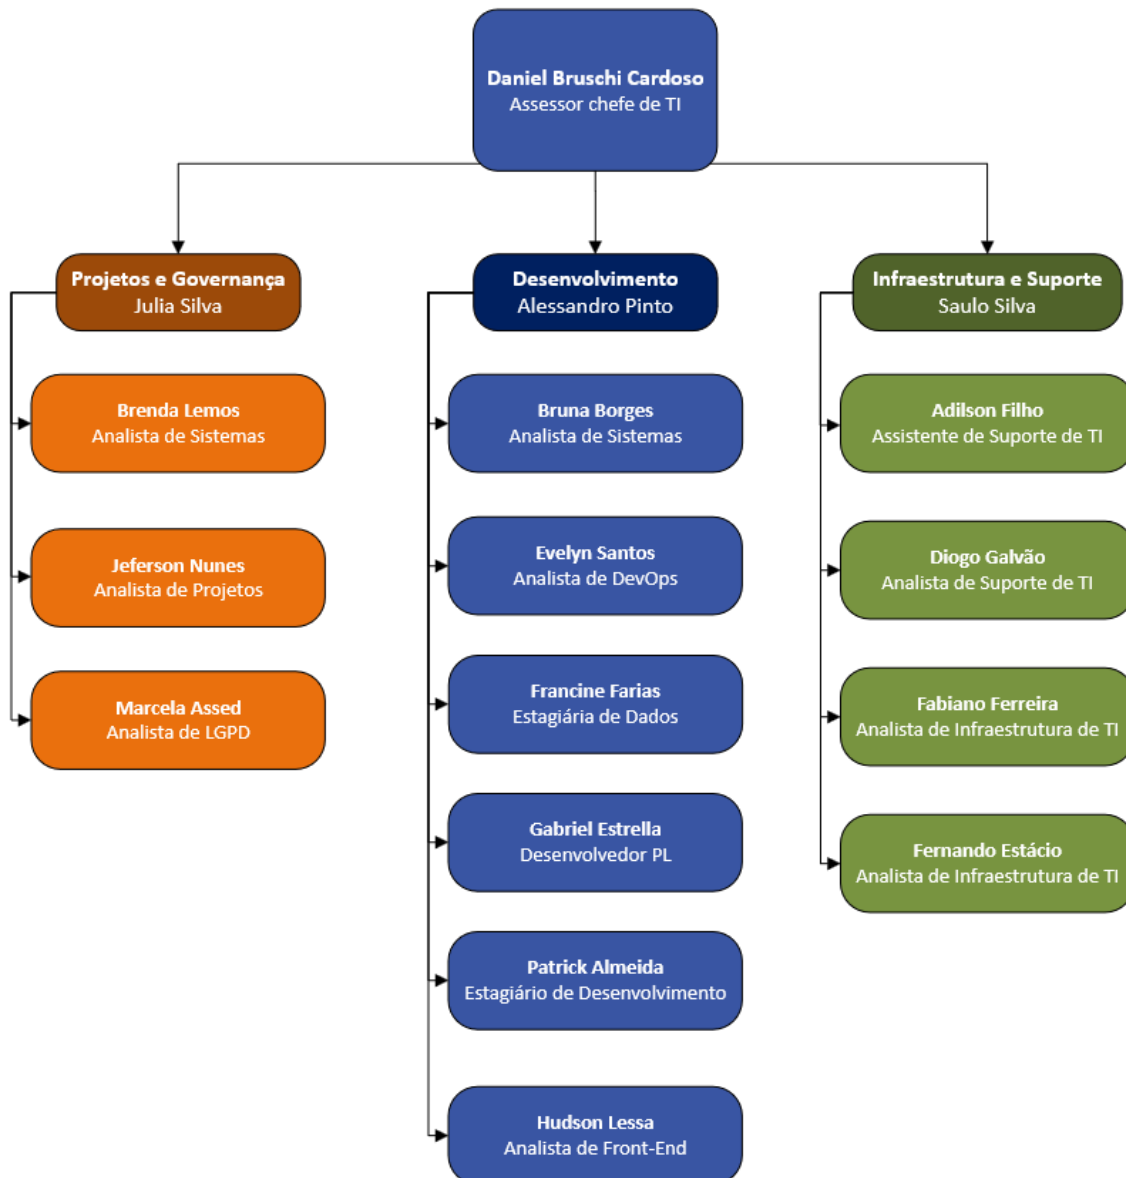 Daniel Bruschi Cardoso
Assessor chefe de TI
Projetos e Governança
Julia Silva
Brenda Lemos
Analista de Sistemas
Jeferson Nunes
Analista de Projetos
Marcela Assed
Analista de LGPD
Desenvolvimento
Alessandro Pinto
Bruna Borges
Analista de Sistemas
Evelyn Santos
Analista de DevOps
Francine Farias
Estagiária de Dados
Gabriel Estrella
Desenvolvedor PL
Patrick Almeida
Estagiário de Desenvolvimento
Hudson Lessa
Analista de Front-End
Infraestrutura e Suporte
Saulo Silva
Adilson Filho
Assistente de Suporte de TI
Diogo Galvão
Analista de Suporte de TI
Fabiano Ferreira
Analista de Infraestrutura de TI
Fernando Estácio
Analista de Infraestrutura de TI